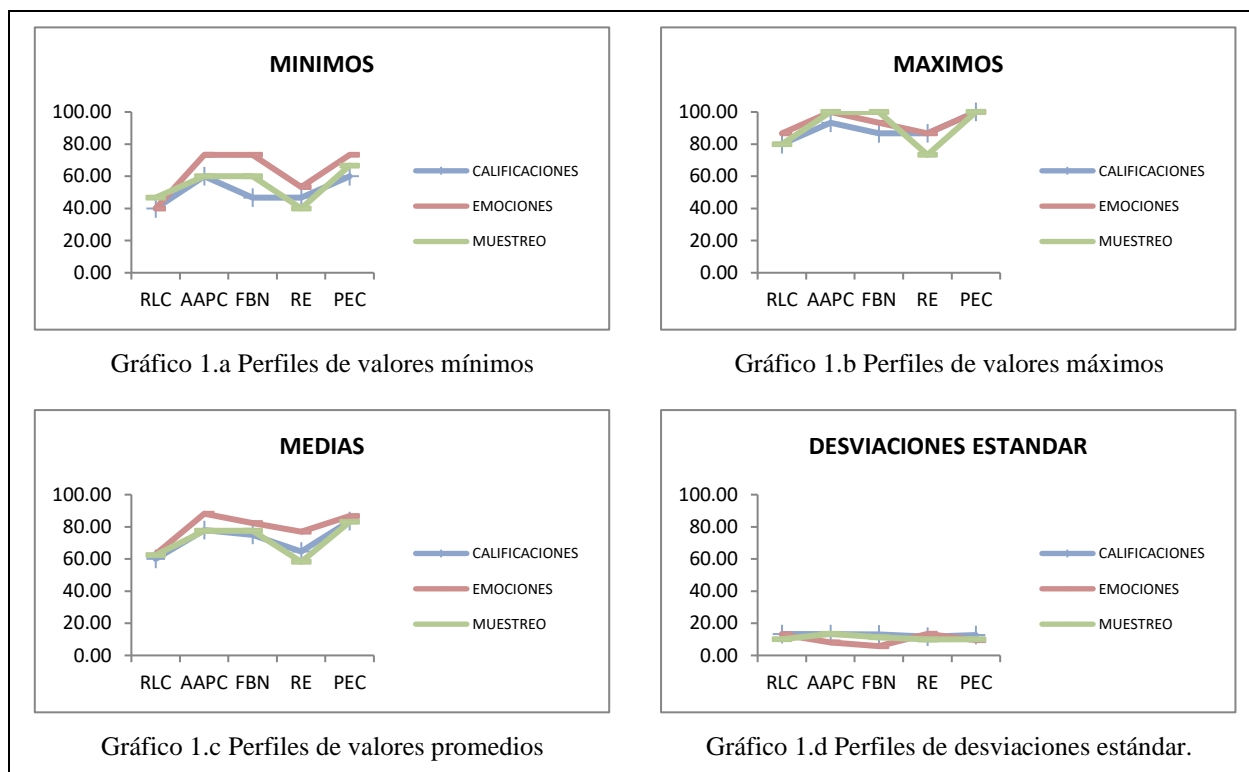 MINIMOS
100.00
80.00
60.00
40.00
20.00
0.00
RLC AAPC FBN RE PEC
CALIFICACIONES
EMOCIONES
MUESTREO
Gráfico 1.a Perfiles de valores mínimos
MAXIMOS
100.00
80.00
60.00
40.00
20.00
0.00
RLC AAPC FBN RE PEC
CALIFICACIONES
EMOCIONES
MUESTREO
Gráfico 1.b Perfiles de valores máximos
MEDIAS
100.00
80.00
60.00
40.00
20.00
0.00
RLC AAPC FBN RE PEC
CALIFICACIONES
EMOCIONES
MUESTREO
Gráfico 1.c Perfiles de valores promedios
DESVIACIONES ESTANDAR
100.00
80.00
60.00
40.00
20.00
0.00
RLC AAPC FBN RE PEC
CALIFICACIONES
EMOCIONES
MUESTREO
Gráfico 1.d Perfiles de desviaciones estándar.